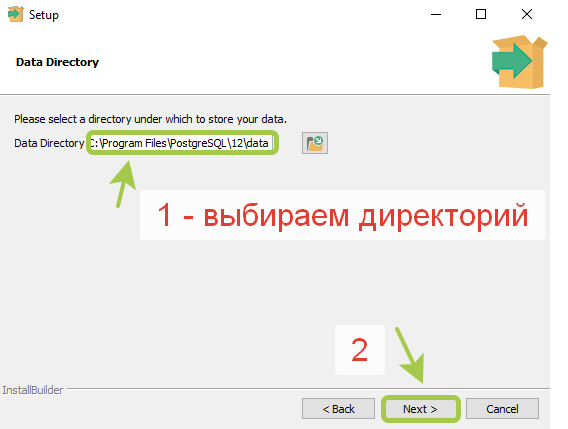 Setup
Data Directory
Please select a directory under which to store your data.
Data Directory C:\Program Files\PostgreSQL\12\data
1 - выбираем директорий
2
InstallBuilder
< Back Next > Cancel